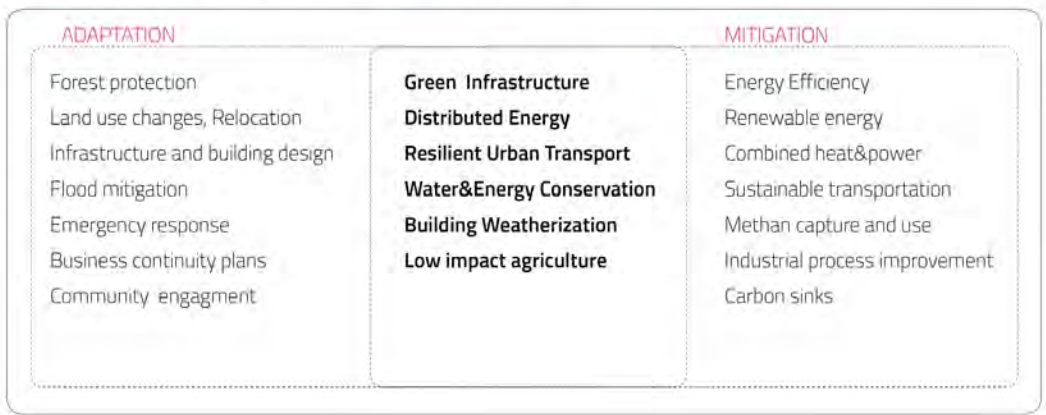 ADAPTATION
Forest protection
Land use changes, Relocation
Infrastructure and building design
Flood mitigation
Emergency response
Business continuity plans
Community engagment
Green Infrastructure
Distributed Energy
Resilient Urban Transport
Water&Energy Conservation
Building Weatherization
Low impact agriculture
MITIGATION
Energy Efficiency
Renewable energy
Combined heat&power
Sustainable transportation
Methan capture and use
Industrial process improvement
Carbon sinks